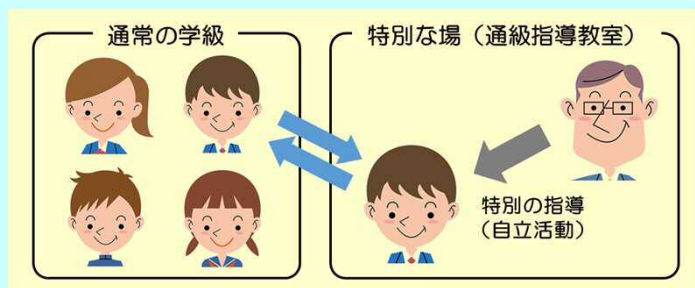 通常の学級
特別な場（通級指導教室）
特別の指導
（自立活動）